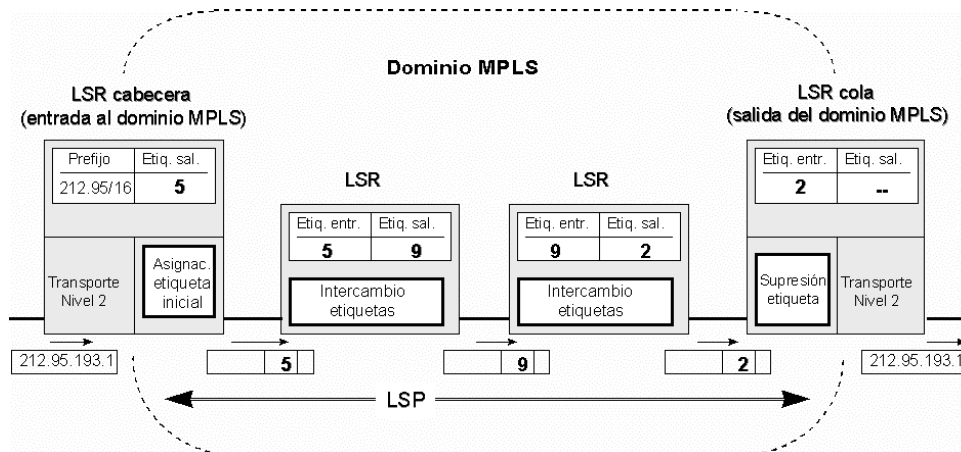 Dominio MPLS
LSR cabecera
(entrada al dominio MPLS)
LSR cola
(salida del dominio MPLS)
Prefijo Etiq. sal.
212.95/16 5
LSR
LSR
Etiq. entr. Etiq. sal.
2 --
Etiq. entr. Etiq. sal.
5 9
Etiq. entr. Etiq. sal.
9 2
Transporte
Nivel 2
Asignac.
etiqueta
inicial
Intercambio
etiquetas
Intercambio
etiquetas
Supresión
etiqueta
Transporte
Nivel 2
212.95.193.1
5
9
2
212.95.193.1
LSP